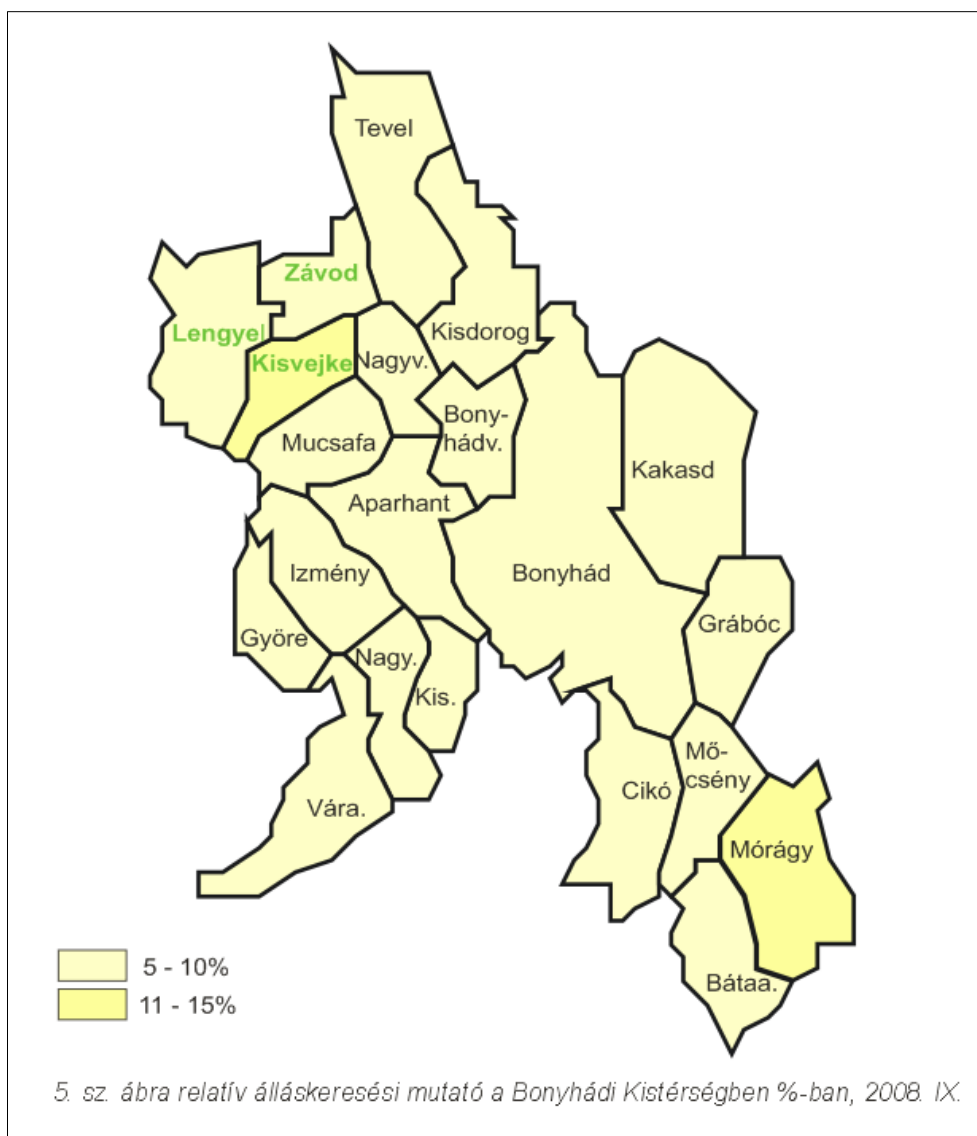 Tevel
Závod
Lengyel
Kisvejke
Nagyv.
Kisdorog
Bony-
hádv.
Mucsafa
Aparhant
Kakasd
Izmény
Bonyhád
Györe
Nagy.
Kis.
Grábóc
Vára.
Cikó
Mő-
csény
Mórágy
Bátaa.
5 - 10%
11 - 15%
5. sz. ábra relatív álláskeresési mutató a Bonyhádi Kistérségben %-ban, 2008. IX.